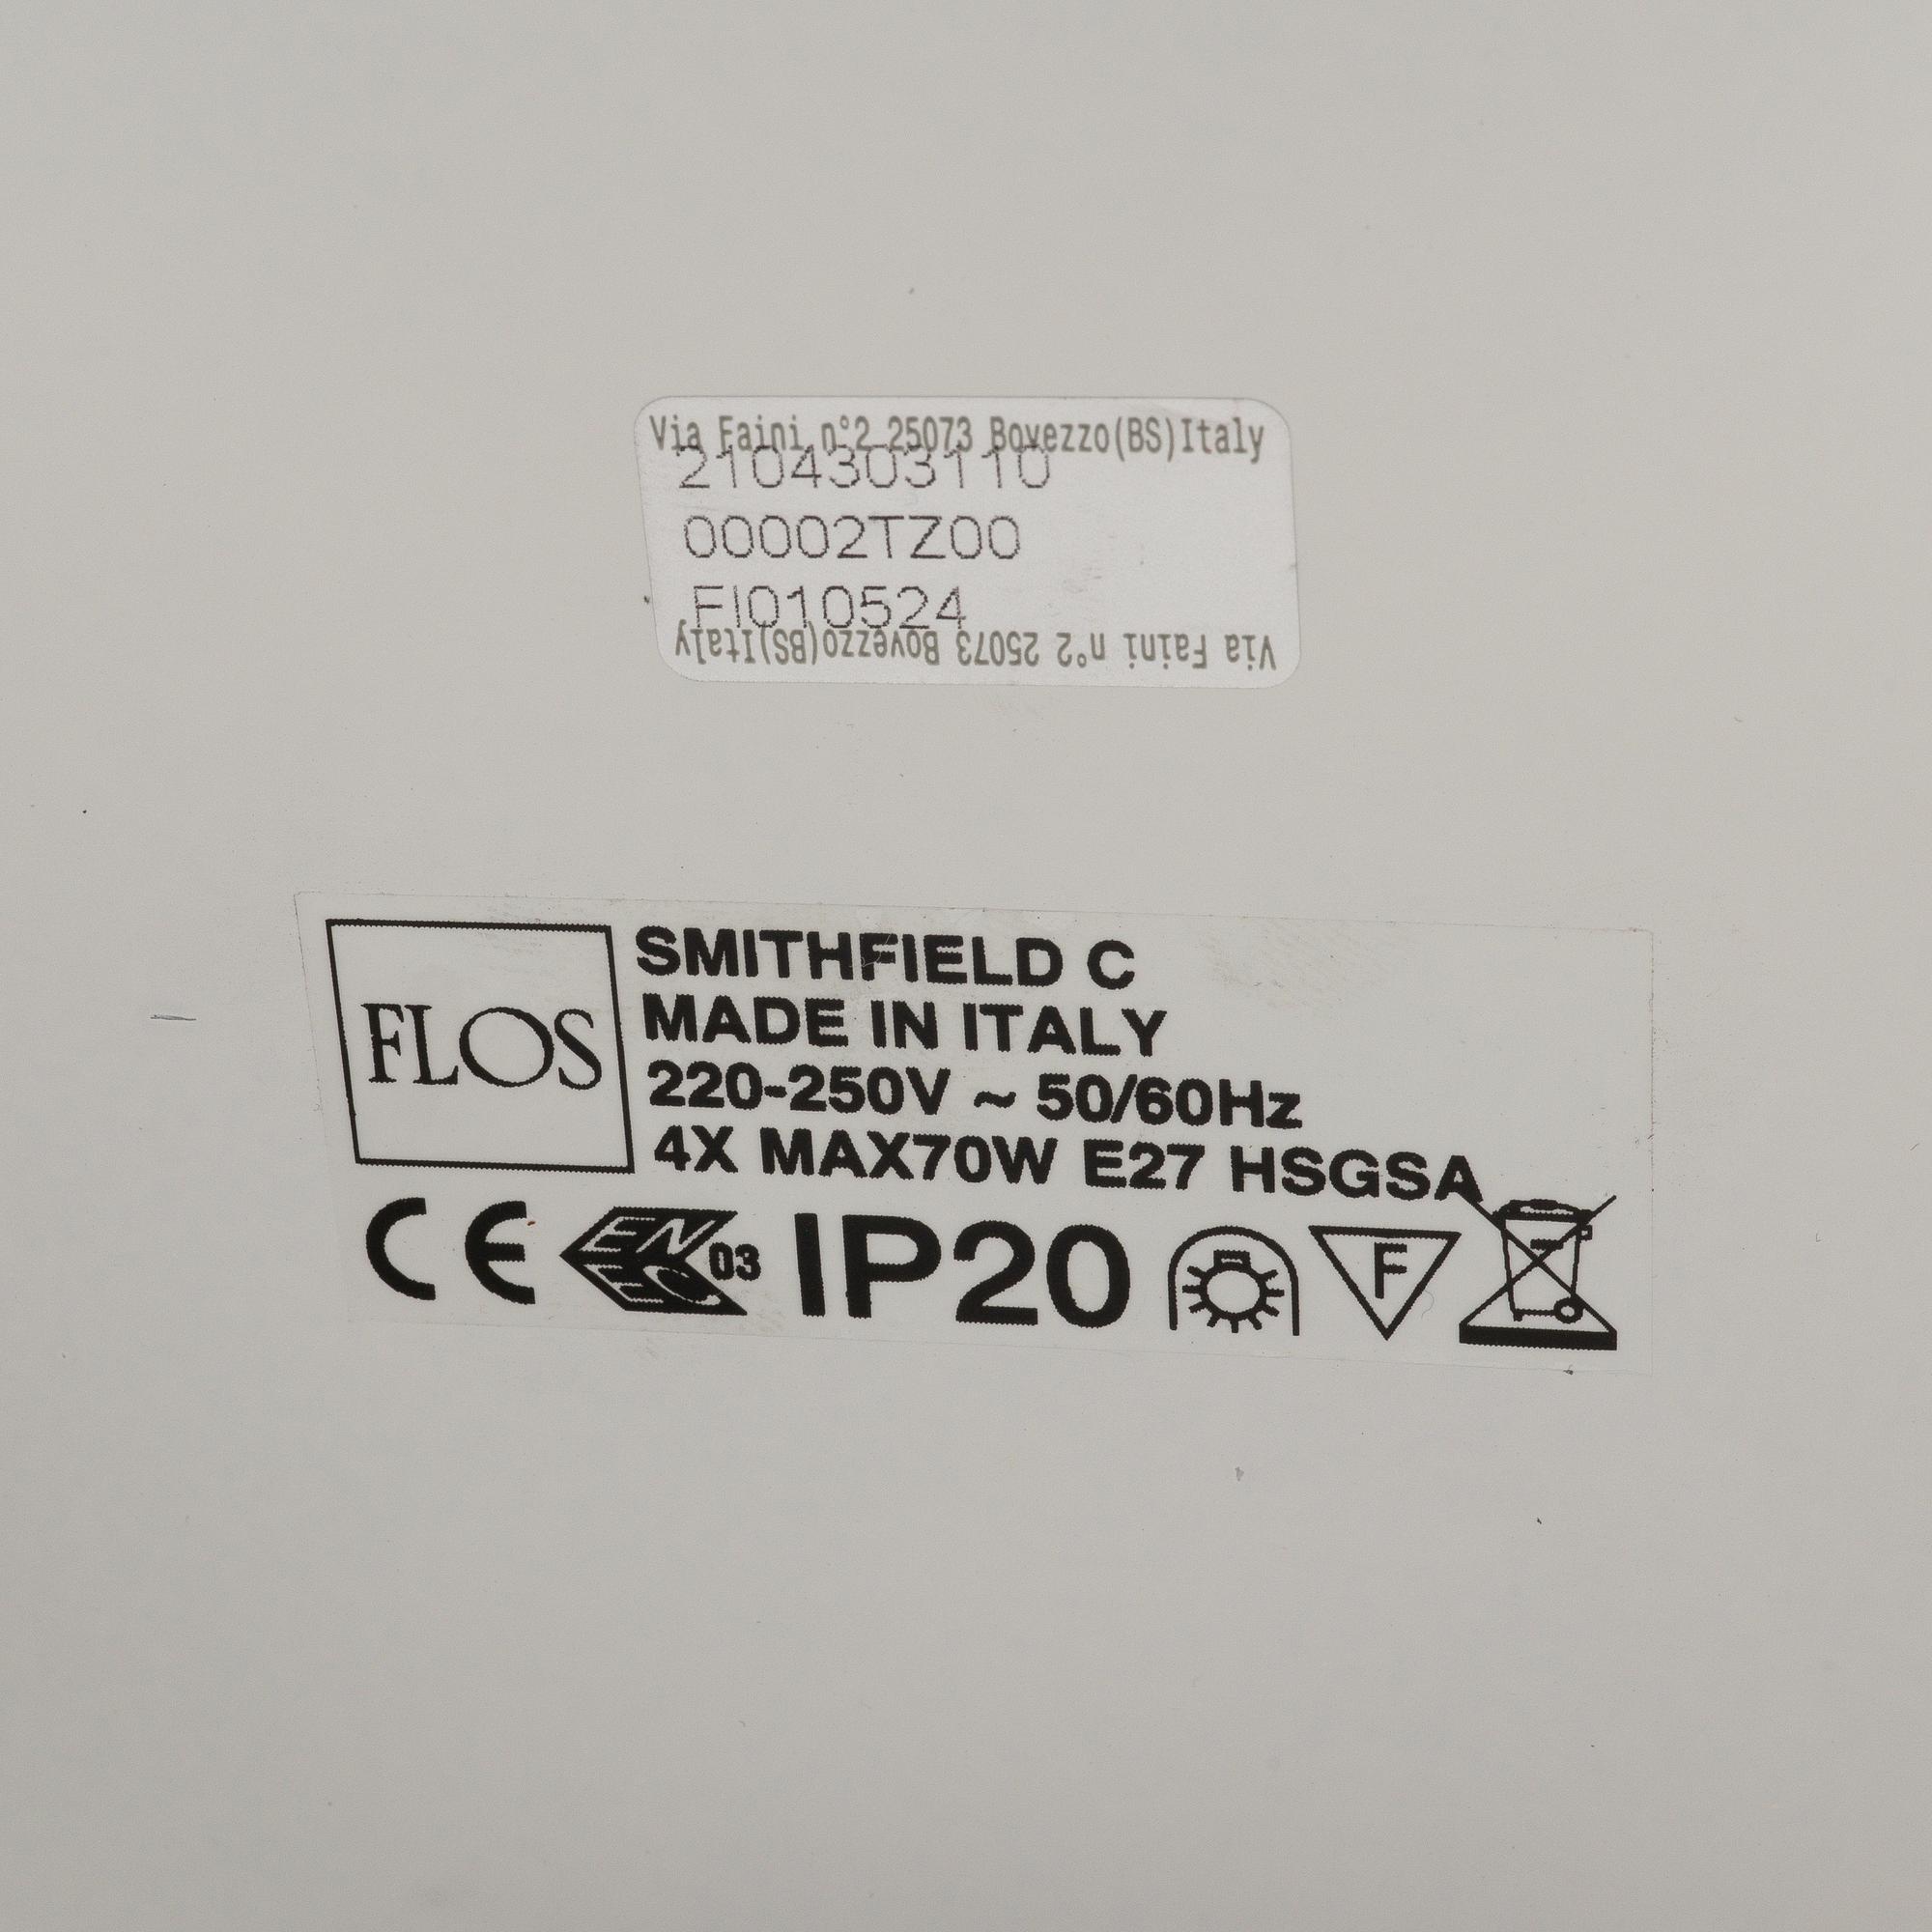 Via Faini n°2 25073 Bovezzo(BS)Italy
2104303110
00002TZ00
FI010524
Via Faini n°2 25073 Bovezzo(BS)Italy
FLOS
SMITHFIELD C
MADE IN ITALY
220-250V ~ 50/60Hz
4X MAX70W E27 HSGSA
CE ENEC 03 IP20 F